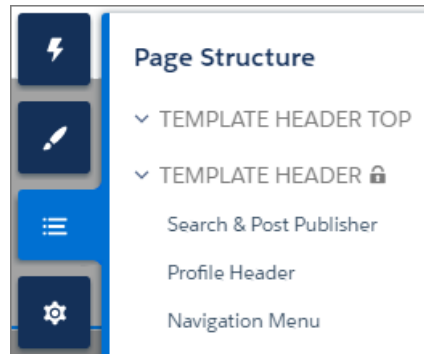 Page Structure
TEMPLATE HEADER TOP
TEMPLATE HEADER
Search & Post Publisher
Profile Header
Navigation Menu